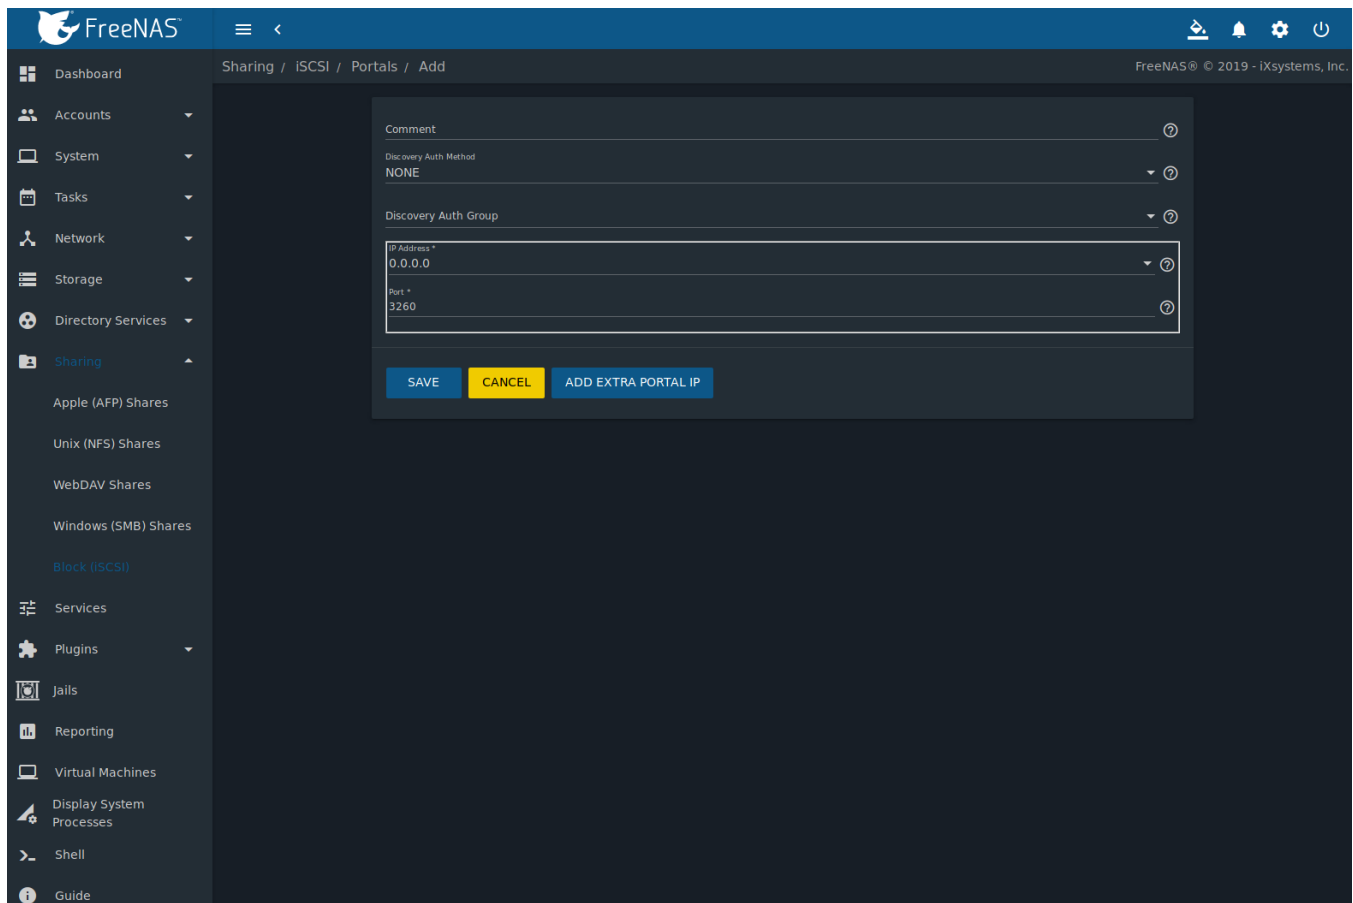 FreeNAS™
Sharing / iSCSI / Portals / Add
FreeNAS® © 2019 - iXsystems, Inc.
Dashboard
Accounts
System
Tasks
Network
Storage
Directory Services
Sharing
Apple (AFP) Shares
Unix (NFS) Shares
WebDAV Shares
Windows (SMB) Shares
Block (iSCSI)
Services
Plugins
Jails
Reporting
Virtual Machines
Display System
Processes
Shell
Guide
Comment
Discovery Auth Method
NONE
Discovery Auth Group
IP Address *
0.0.0.0
Port *
3260
SAVE
CANCEL
ADD EXTRA PORTAL IP